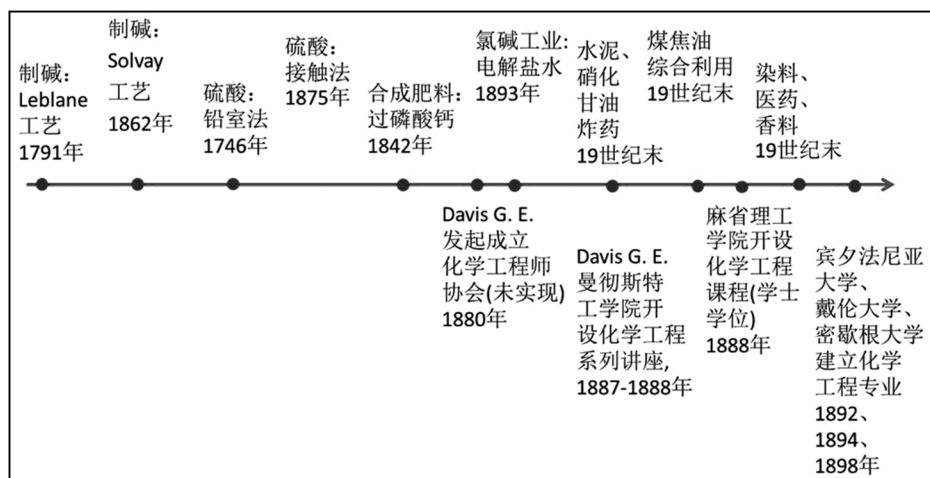 制碱：
Leblane
工艺
1791年
制碱：
Solvay
工艺
1862年
硫酸：
铅室法
1746年
硫酸：
接触法
1875年
合成肥料：
过磷酸钙
1842年
氯碱工业:
电解盐水
1893年
水泥、
硝化
甘油
炸药
19世纪末
煤焦油
综合利用
19世纪末
染料、
医药、
香料
19世纪末
Davis G. E.
发起成立
化学工程师
协会(未实现)
1880年
Davis G. E.
曼彻斯特
工学院开
设化学工程
系列讲座,
1887-1888年
麻省理工
学院开设
化学工程
课程(学士
学位)
1888年
宾夕法尼亚
大学、
戴伦大学、
密歇根大学
建立化学
工程专业
1892、
1894、
1898年